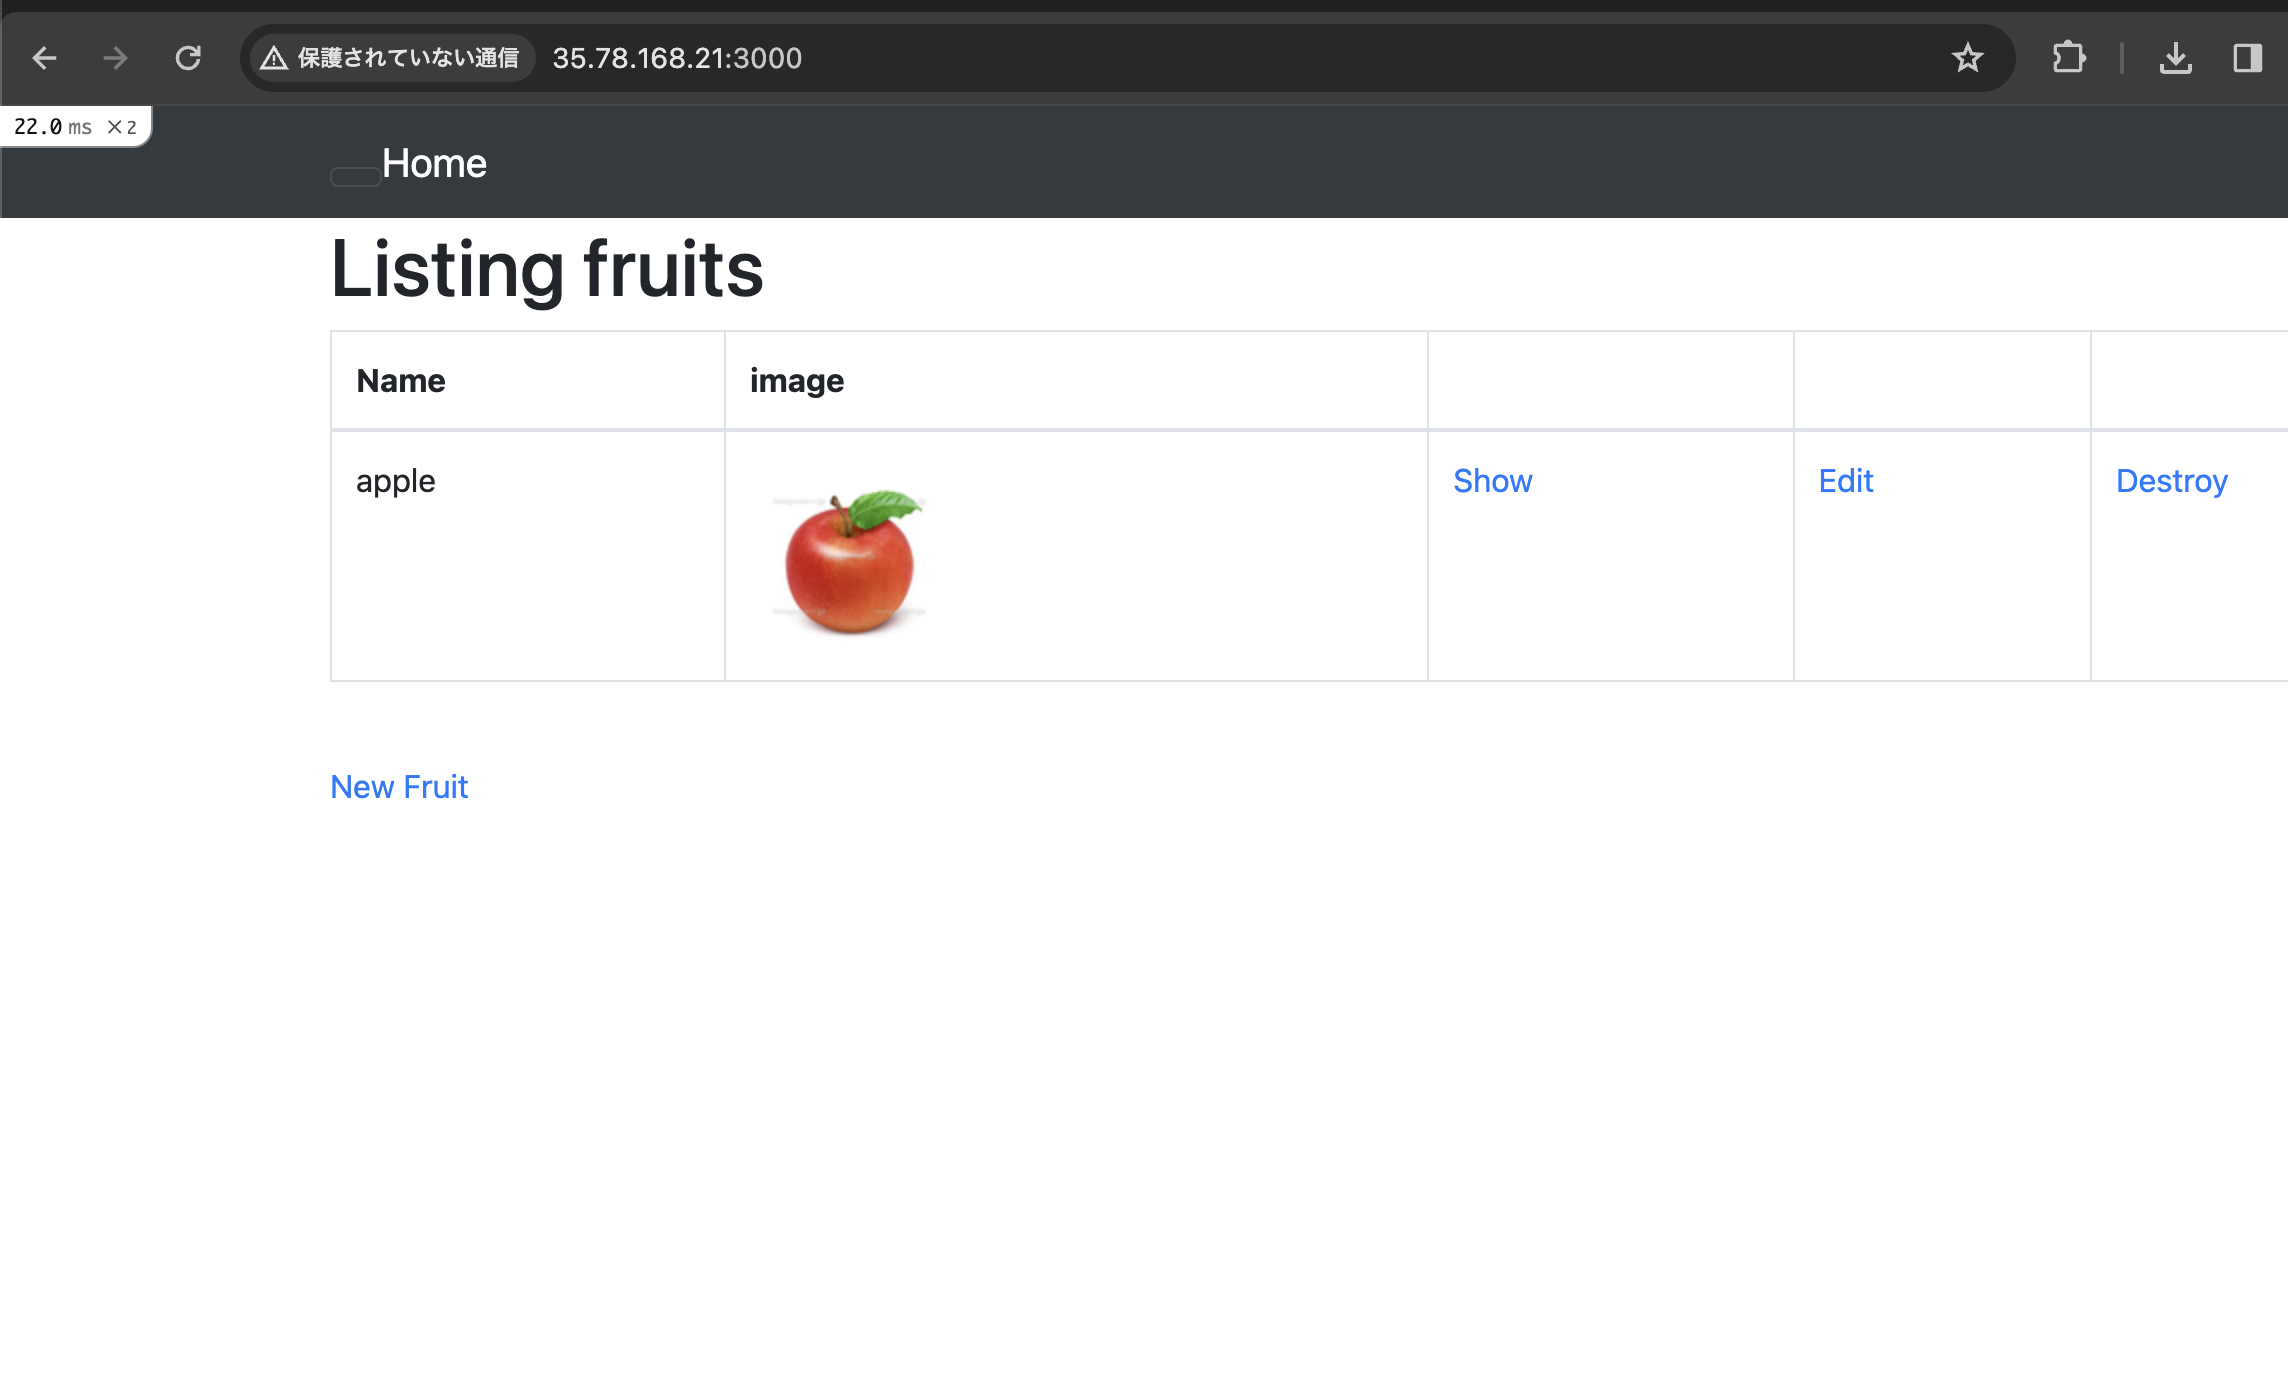 保護されていない通信 35.78.168.21:3000
22.0 ms ×2
Home
Listing fruits
Name image
apple Show Edit Destroy
New Fruit